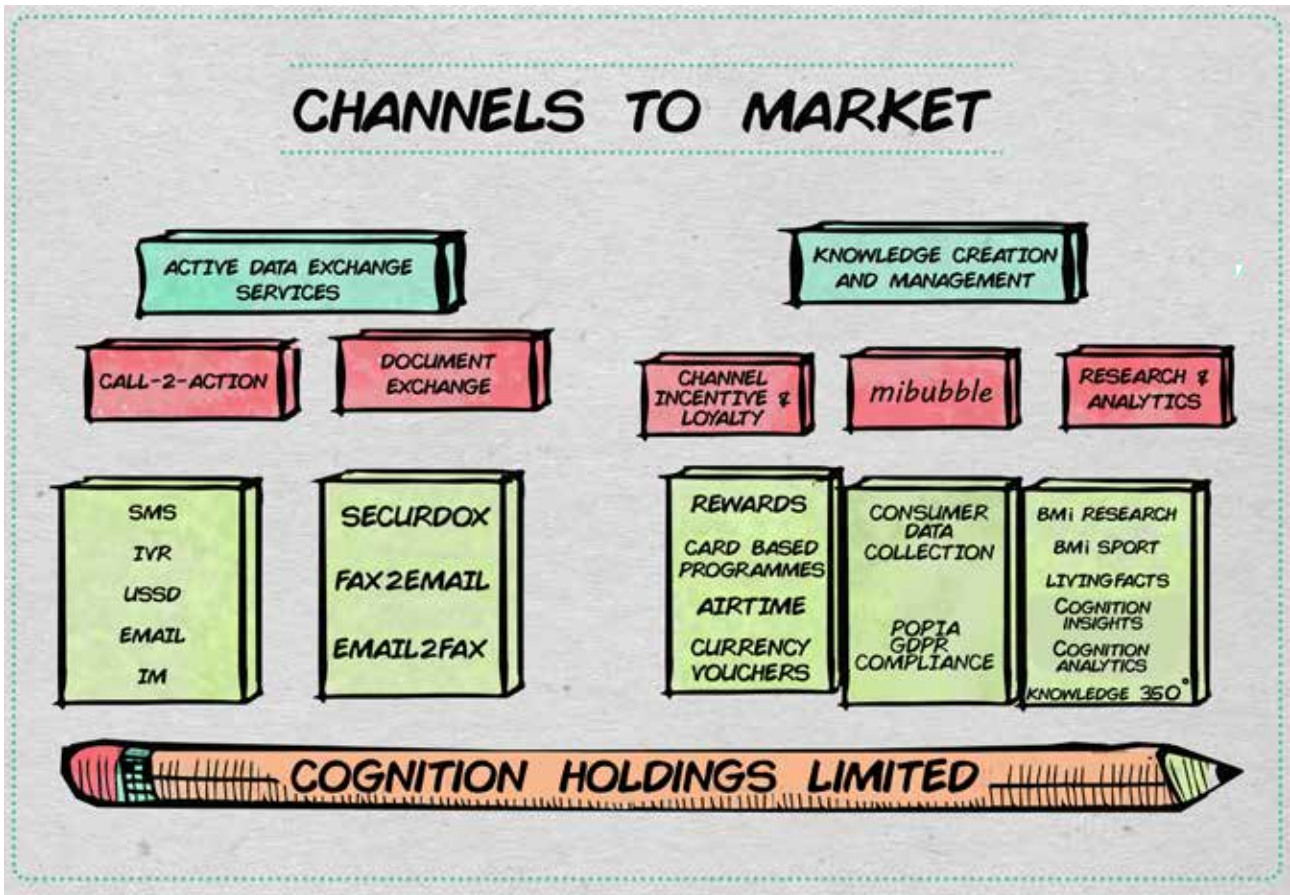 CHANNELS TO MARKET
ACTIVE DATA EXCHANGE
SERVICES
KNOWLEDGE CREATION
AND MANAGEMENT
CALL-2-ACTION
DOCUMENT
EXCHANGE
CHANNEL
INCENTIVE &
LOYALTY
mibubble
RESEARCH &
ANALYTICS
SMS
IVR
USSD
EMAIL
IM
SECURDOX
FAX2EMAIL
EMAIL2FAX
REWARDS
CARD BASED
PROGRAMMES
AIRTIME
CURRENCY
VOUCHERS
CONSUMER
DATA
COLLECTION
POPIA
GDPR
COMPLIANCE
BMi RESEARCH
BMi SPORT
LIVINGFACTS
COGNITION
INSIGHTS
COGNITION
ANALYTICS
KNOWLEDGE 350°
COGNITION HOLDINGS LIMITED